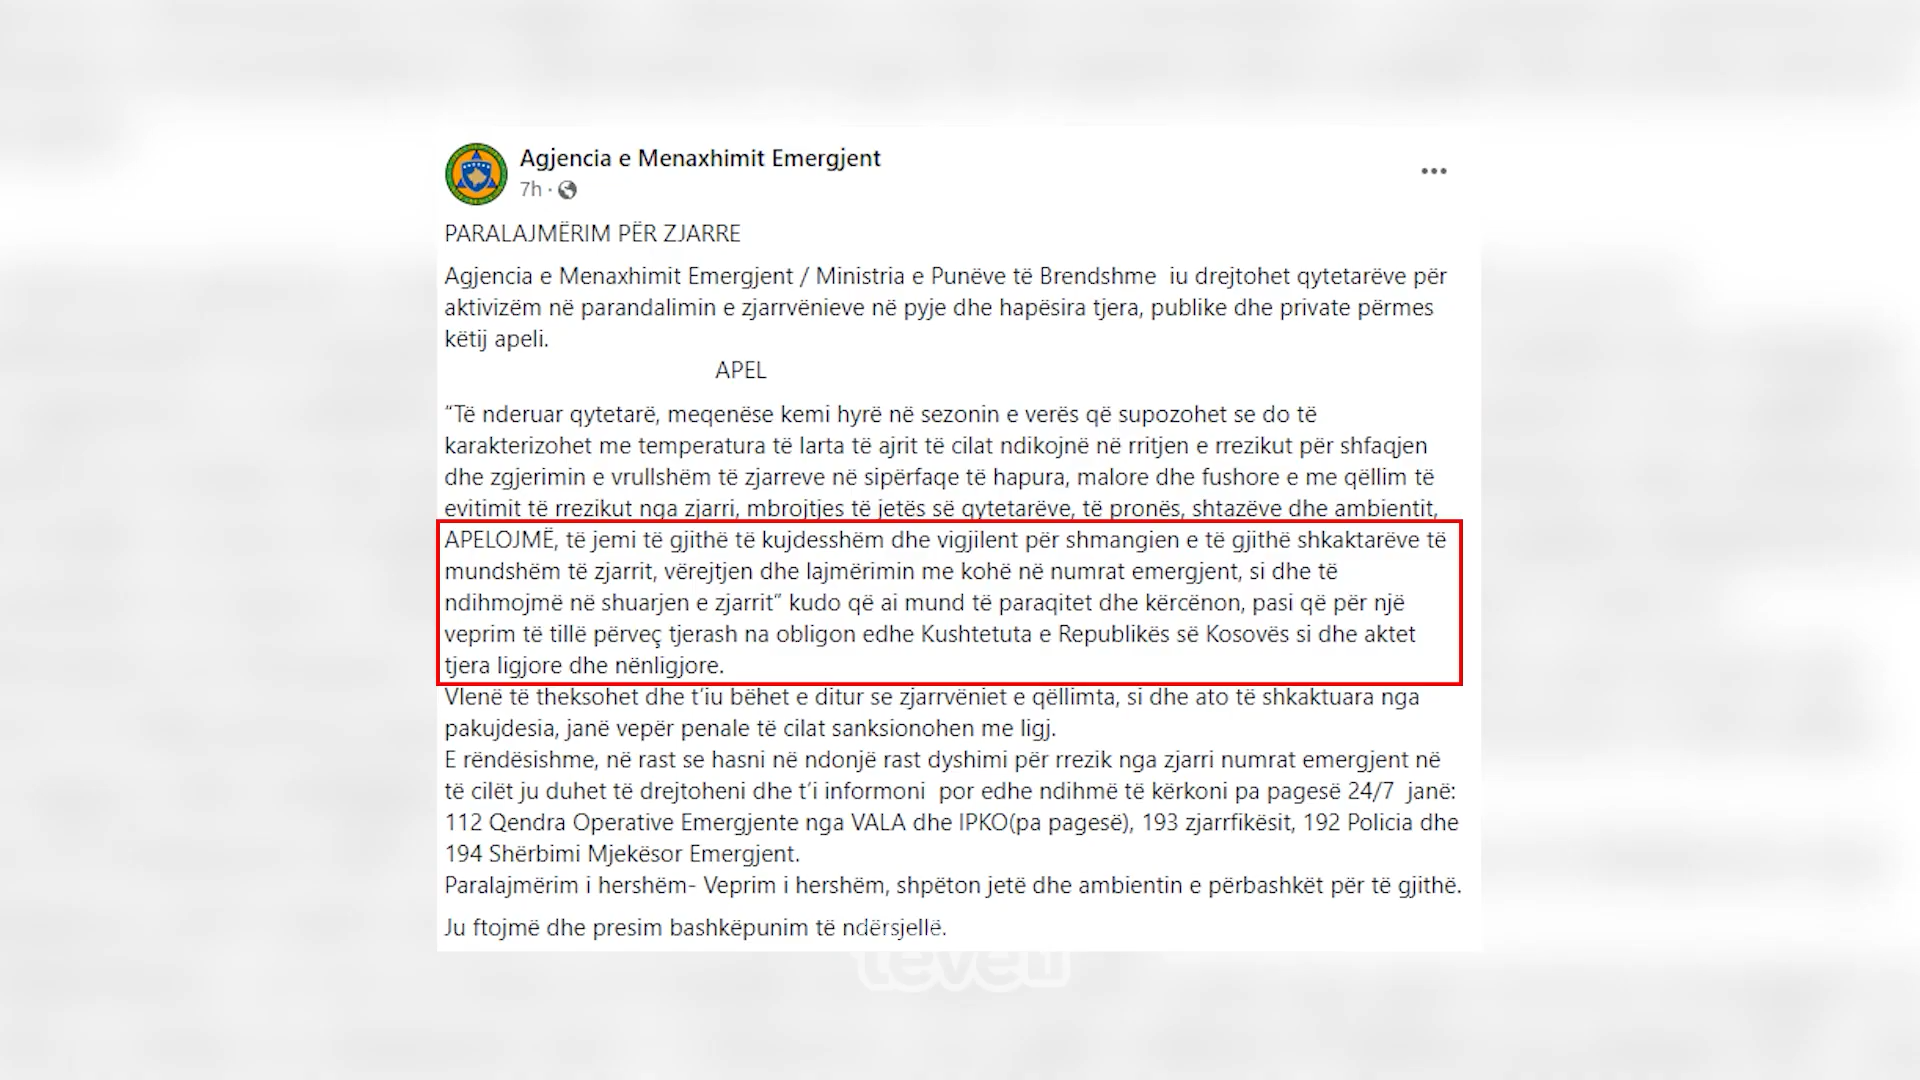 Agjencia e Menaxhimit Emergjent
7h ·
PARALAJMËRIM PËR ZJARRE
Agjencia e Menaxhimit Emergjent / Ministria e Punëve të Brendshme  iu drejtohet qytetarëve për
aktivizëm në parandalimin e zjarrvënieve në pyje dhe hapësira tjera, publike dhe private përmes
këtij apeli.
APEL
“Të nderuar qytetarë, meqenëse kemi hyrë në sezonin e verës që supozohet se do të
karakterizohet me temperatura të larta të ajrit të cilat ndikojnë në rritjen e rrezikut për shfaqjen
dhe zgjerimin e vrullshëm të zjarreve në sipërfaqe të hapura, malore dhe fushore e me qëllim të
evitimit të rrezikut nga zjarri, mbrojtjes të jetës së qytetarëve, të pronës, shtazëve dhe ambientit,
APELOJMË, të jemi të gjithë të kujdesshëm dhe vigjilent për shmangien e të gjithë shkaktarëve të
mundshëm të zjarrit, vërejtjen dhe lajmërimin me kohë në numrat emergjent, si dhe të
ndihmojmë në shuarjen e zjarrit” kudo që ai mund të paraqitet dhe kërcënon, pasi që për një
veprim të tillë përveç tjerash na obligon edhe Kushtetuta e Republikës së Kosovës si dhe aktet
tjera ligjore dhe nënligjore.
Vlenë të theksohet dhe t’iu bëhet e ditur se zjarrvëniet e qëllimta, si dhe ato të shkaktuara nga
pakujdesia, janë vepër penale të cilat sanksionohen me ligj.
E rëndësishme, në rast se hasni në ndonjë rast dyshimi për rrezik nga zjarri numrat emergjent në
të cilët ju duhet të drejtoheni dhe t’i informoni  por edhe ndihmë të kërkoni pa pagesë 24/7  janë:
112 Qendra Operative Emergjente nga VALA dhe IPKO(pa pagesë), 193 zjarrfikësit, 192 Policia dhe
194 Shërbimi Mjekësor Emergjent.
Paralajmërim i hershëm- Veprim i hershëm, shpëton jetë dhe ambientin e përbashkët për të gjithë.
Ju ftojmë dhe presim bashkëpunim të ndërsjellë.
teve1